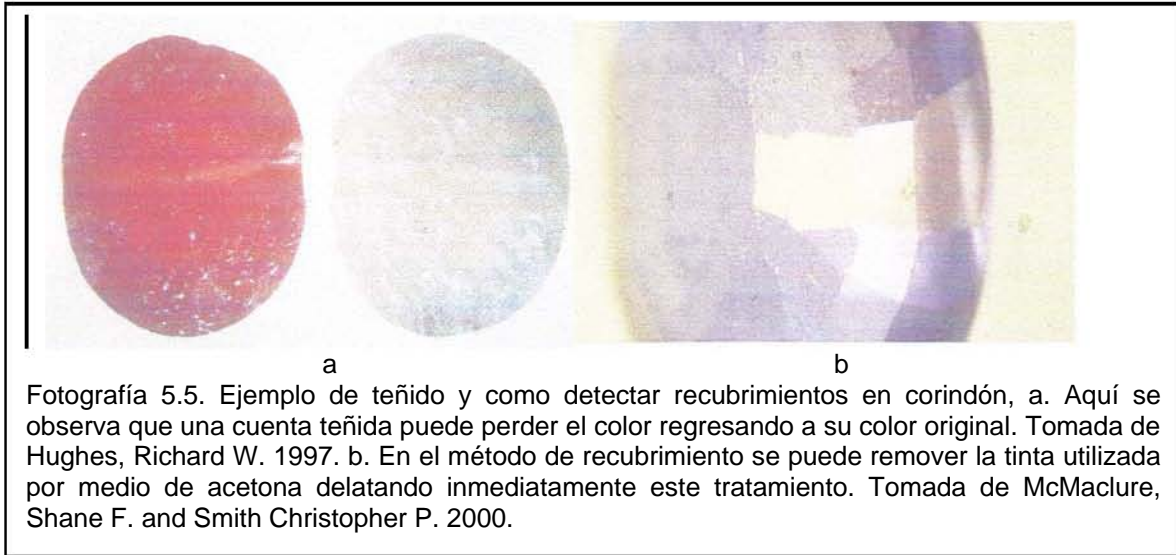 a
b
Fotografía 5.5. Ejemplo de teñido y como detectar recubrimientos en corindón, a. Aquí se
observa que una cuenta teñida puede perder el color regresando a su color original. Tomada de
Hughes, Richard W. 1997. b. En el método de recubrimiento se puede remover la tinta utilizada
por medio de acetona delatando inmediatamente este tratamiento. Tomada de McMaclure,
Shane F. and Smith Christopher P. 2000.